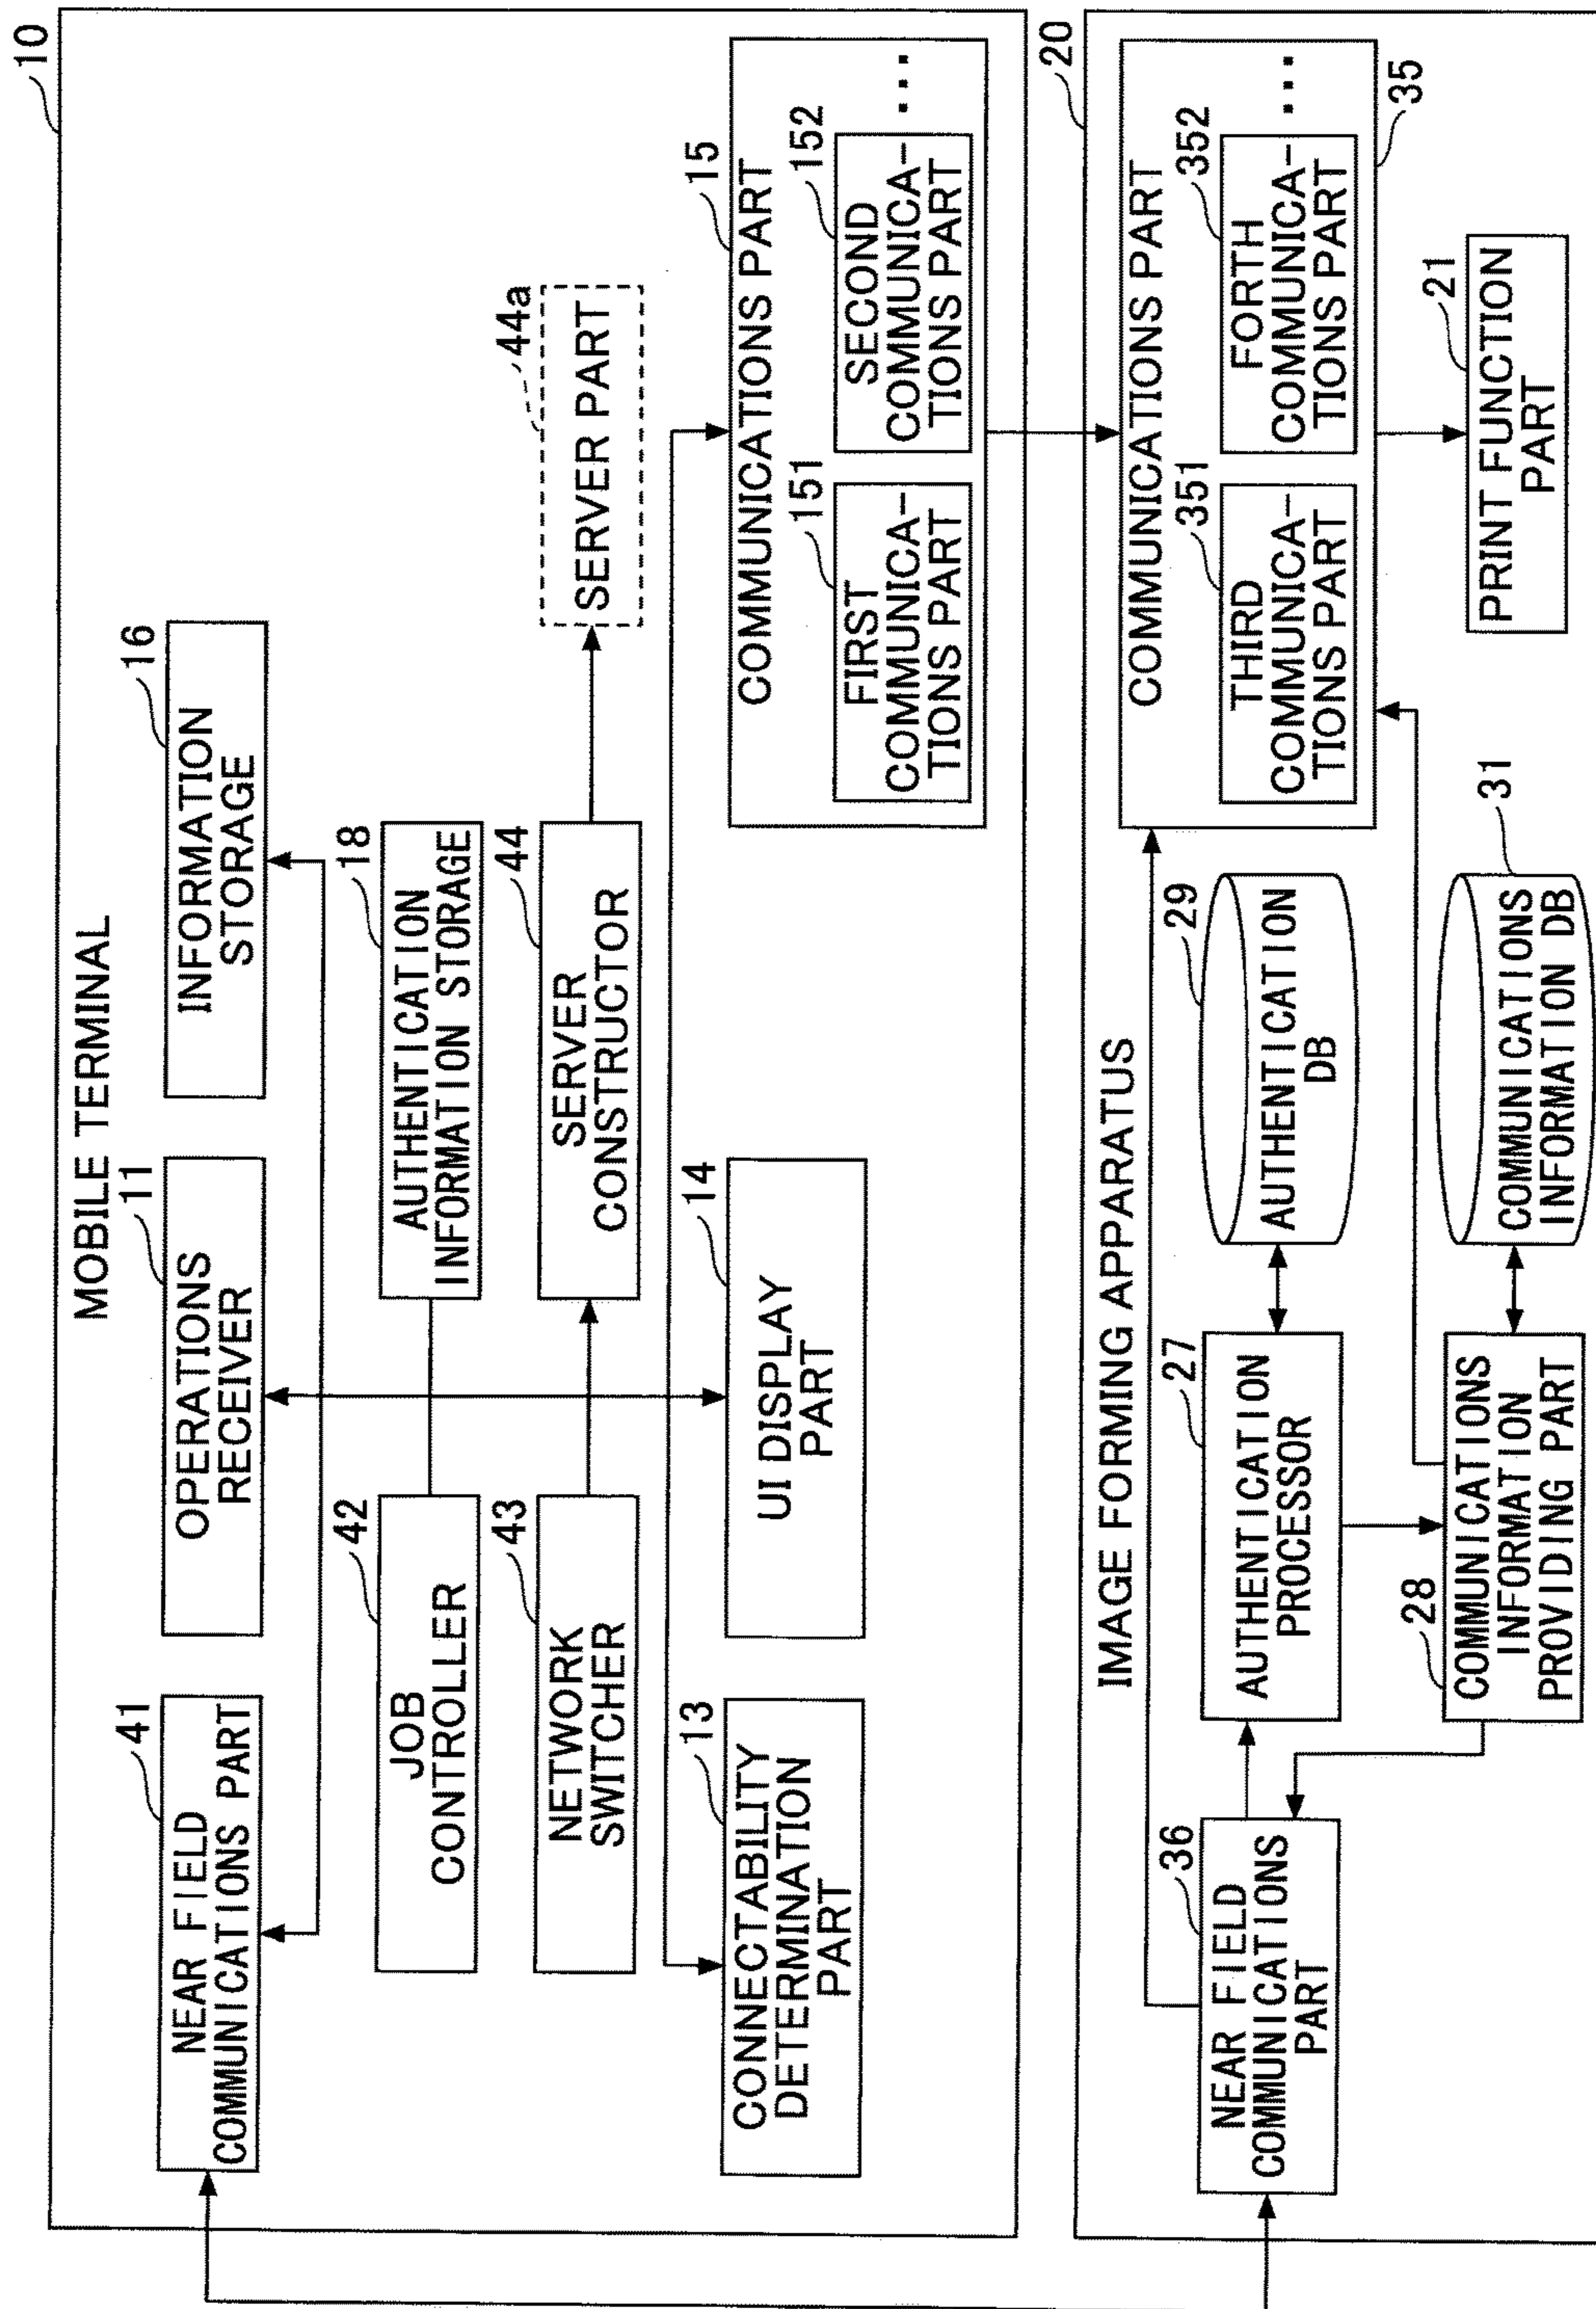 10
MOBILE TERMINAL
41
NEAR FIELD
COMMUNICATIONS PART
11
OPERATIONS
RECEIVER
16
INFORMATION
STORAGE
42
JOB
CONTROLLER
18
AUTHENTICATION
INFORMATION STORAGE
43
NETWORK
SWITCHER
44
SERVER
CONSTRUCTOR
44a
SERVER PART
13
CONNECTABILITY
DETERMINATION
PART
14
UI DISPLAY
PART
15
COMMUNICATIONS PART
151
FIRST
COMMUNICA-
TIONS PART
152
SECOND
COMMUNICA-
TIONS PART
...
20
IMAGE FORMING APPARATUS
36
NEAR FIELD
COMMUNICATIONS
PART
27
AUTHENTICATION
PROCESSOR
29
AUTHENTICATION
DB
28
COMMUNICATIONS
INFORMATION
PROVIDING PART
31
COMMUNICATIONS
INFORMATION DB
COMMUNICATIONS PART
351
THIRD
COMMUNICA-
TIONS PART
352
FORTH
COMMUNICA-
TIONS PART
...
35
21
PRINT FUNCTION
PART